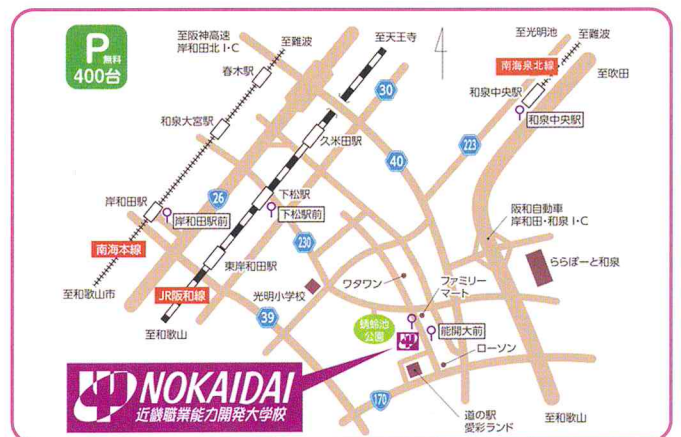 P
無料
400台
至阪神高速
岸和田北I・C
至難波
至天王寺
至光明池
至難波
春木駅
南海泉北線
至吹田
和泉中央駅
30
和泉大宮駅
久米田駅
223
和泉中央駅
40
岸和田駅
26
下松駅
岸和田駅前
下松駅前
阪和自動車
岸和田・和泉I・C
230
南海本線
東岸和田駅
ららぽーと和泉
ワタワン
ファミリー
マート
至和歌山市
JR阪和線
光明小学校
39
蜻蛉池
公園
能開大前
至和歌山
ローソン
NOKAIDAI
近畿職業能力開発大学校
170
道の駅
愛彩ランド
至和歌山